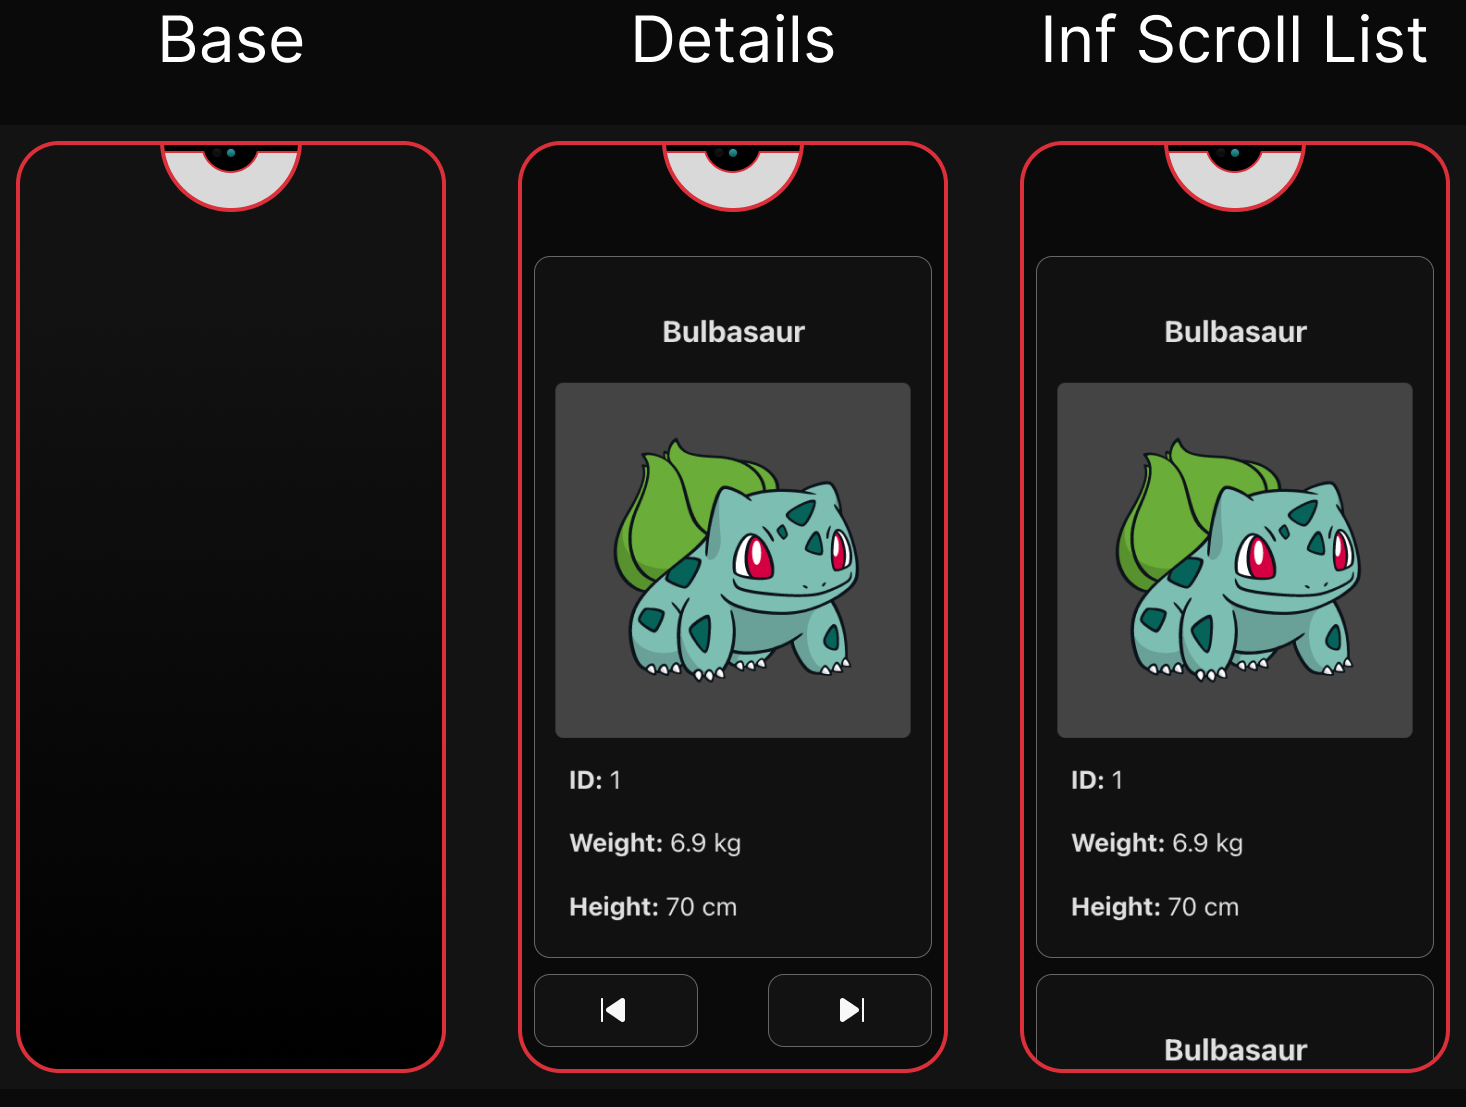 Base
Details
Inf Scroll List
Bulbasaur
ID: 1
Weight: 6.9 kg
Height: 70 cm
Bulbasaur
ID: 1
Weight: 6.9 kg
Height: 70 cm
Bulbasaur